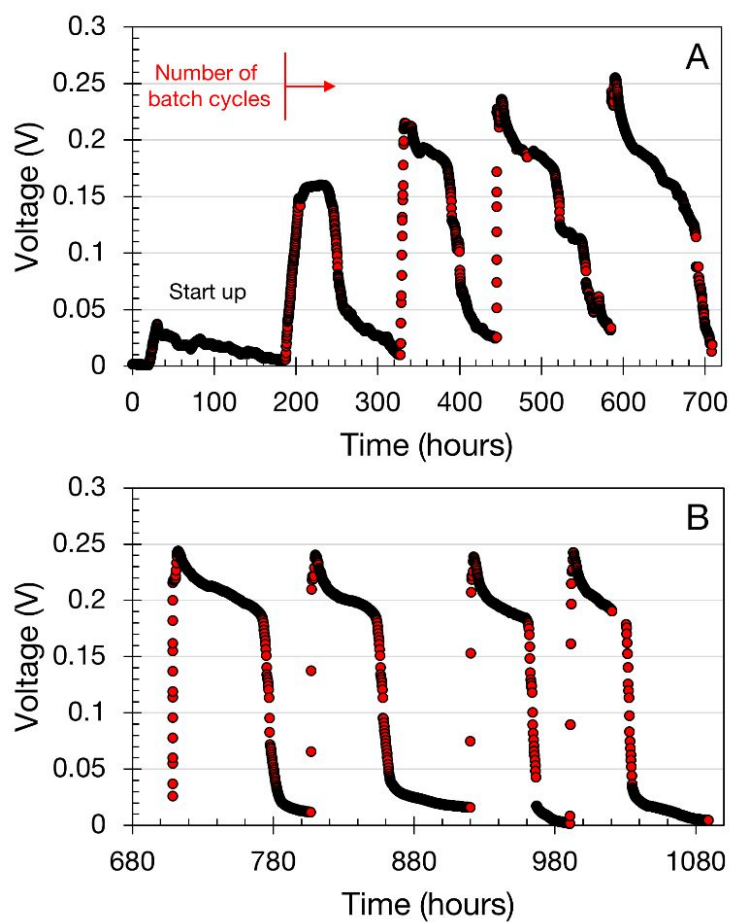 0.3
A
Number of
batch cycles
0.25
0.2
0.15
0.1
0.05
0
Start up
Voltage (V)
0 100 200 300 400 500 600 700
Time (hours)
0.3
B
0.25
0.2
0.15
0.1
0.05
0
Voltage (V)
680 780 880 980 1080
Time (hours)